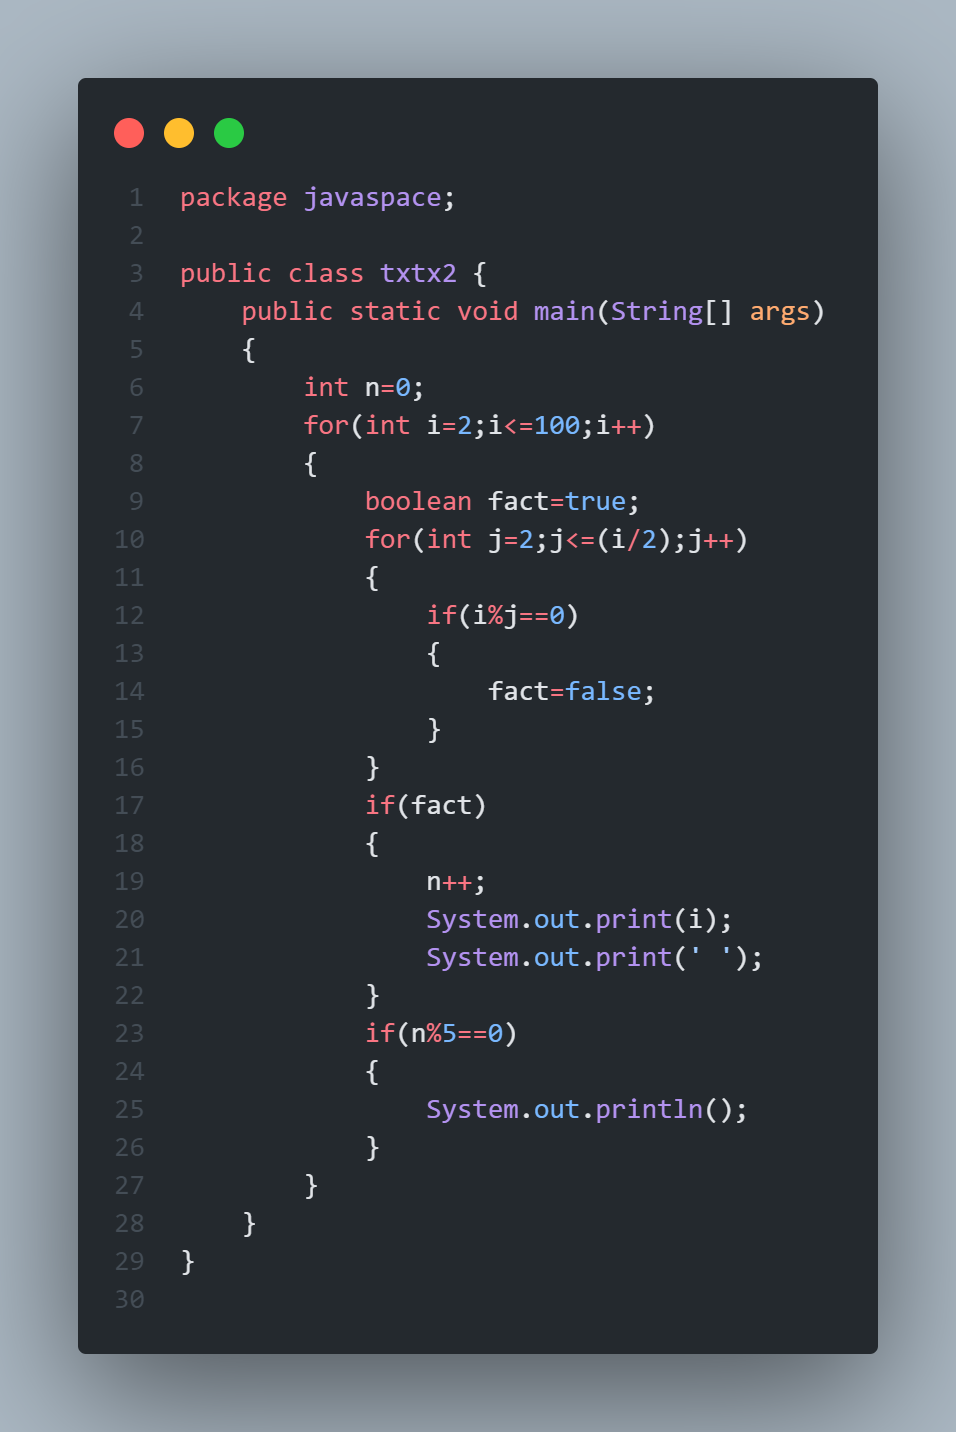 1 package javaspace;
2
3 public class txtx2 {
4     public static void main(String[] args)
5     {
6         int n=0;
7         for(int i=2;i<=100;i++)
8         {
9             boolean fact=true;
10             for(int j=2;j<=(i/2);j++)
11             {
12                 if(i%j==0)
13                 {
14                     fact=false;
15                 }
16             }
17             if(fact)
18             {
19                 n++;
20                 System.out.print(i);
21                 System.out.print(' ');
22             }
23             if(n%5==0)
24             {
25                 System.out.println();
26             }
27         }
28     }
29 }
30